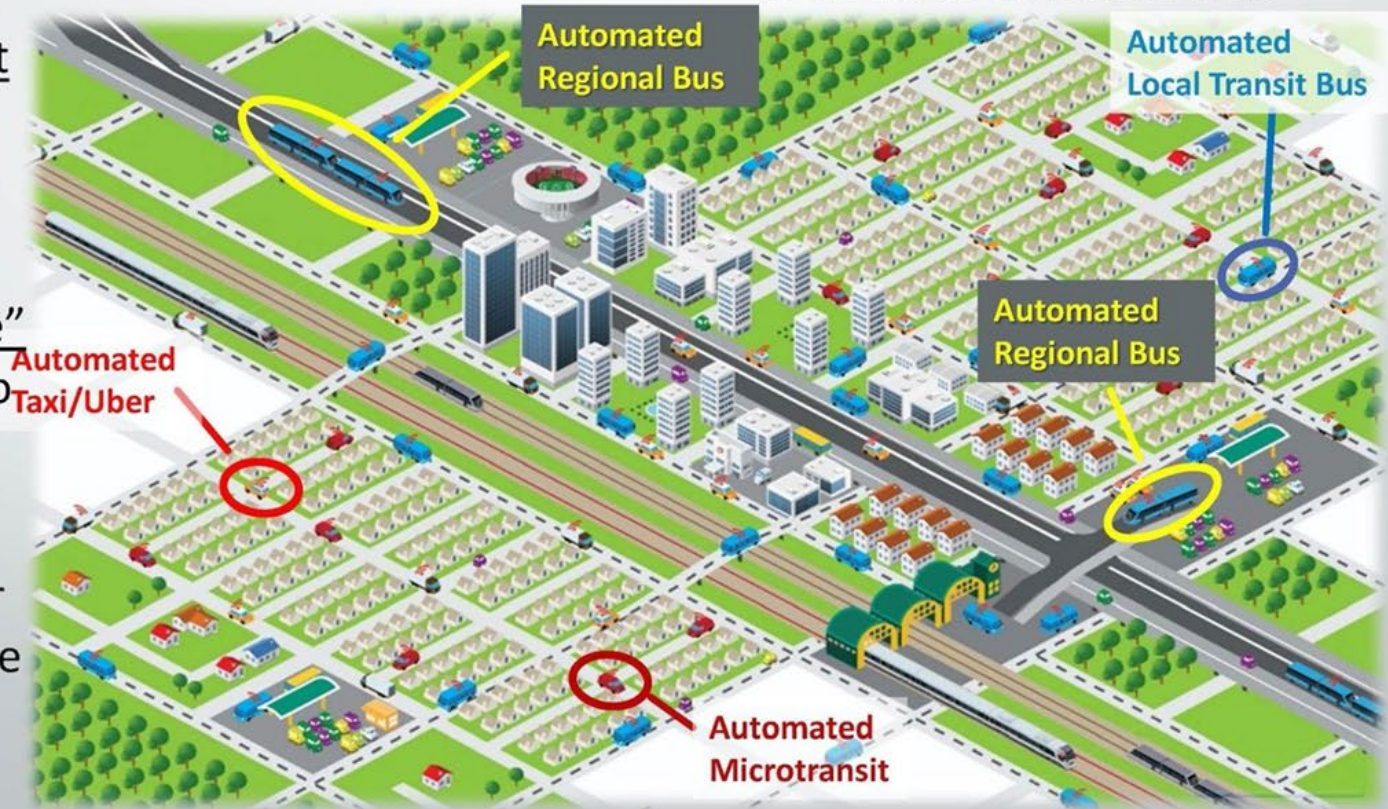 Automated
Regional Bus
Automated
Local Transit Bus
Automated
Regional Bus
Automated
Taxi/Uber
Automated
Microtransit